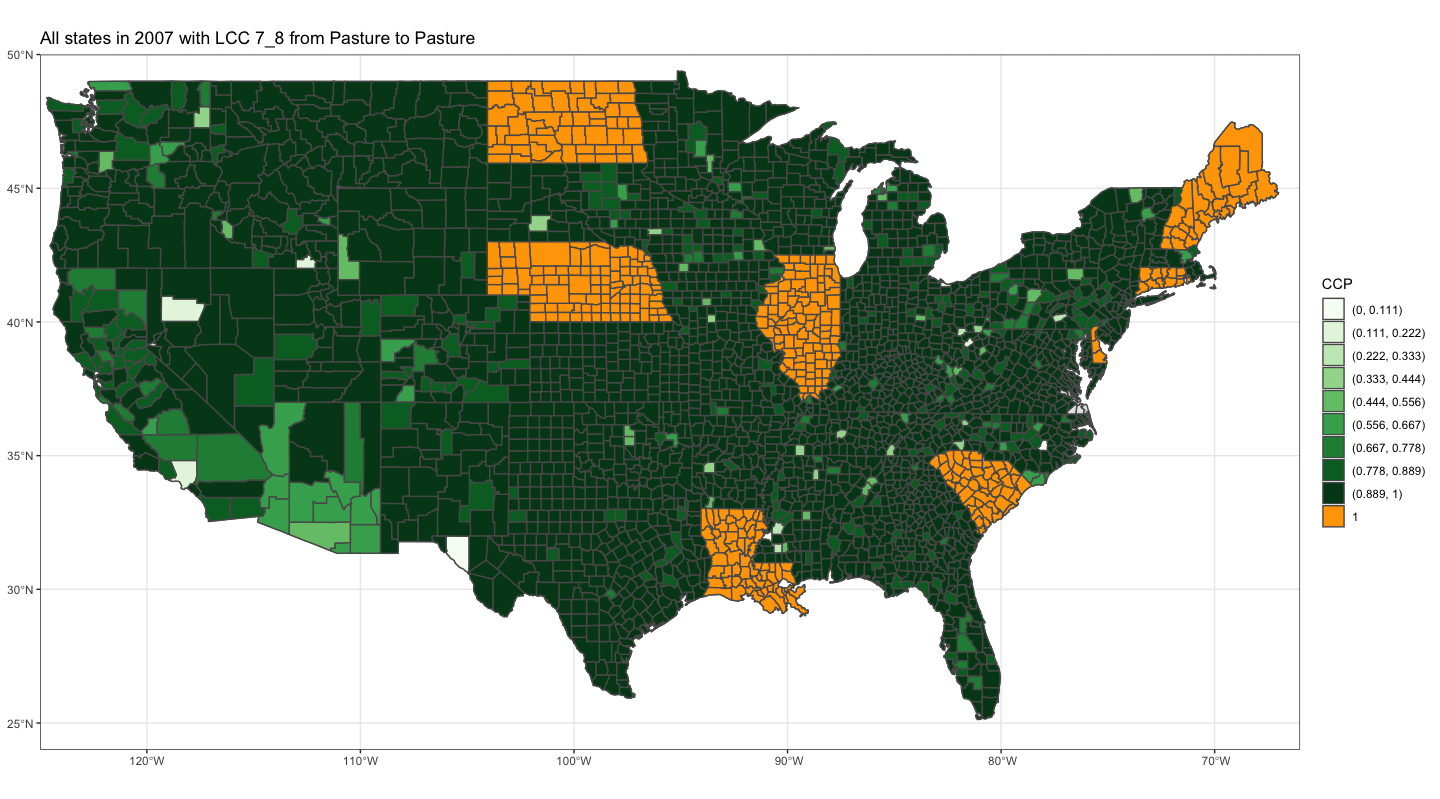 All states in 2007 with LCC 7_8 from Pasture to Pasture
50°N
45°N
40°N
35°N
30°N
25°N
120°W
110°W
100°W
90°W
80°W
70°W
CCP
(0, 0.111)
(0.111, 0.222)
(0.222, 0.333)
(0.333, 0.444)
(0.444, 0.556)
(0.556, 0.667)
(0.667, 0.778)
(0.778, 0.889)
(0.889, 1)
1